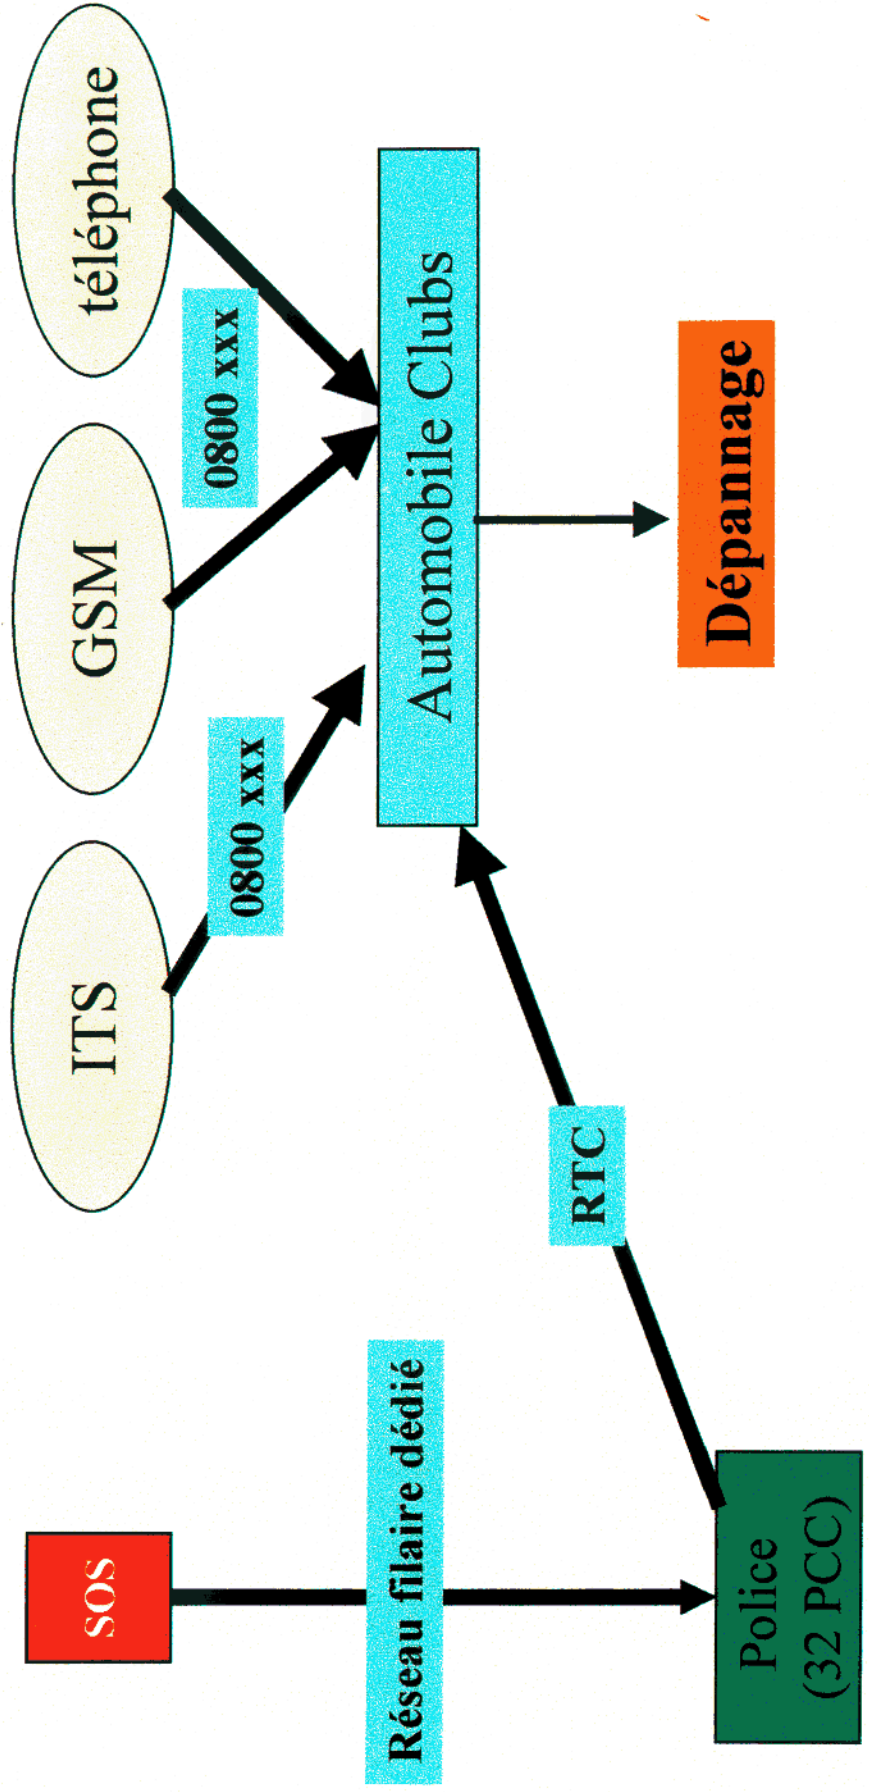 SOS
ITS
GSM
téléphone
0800 xxx
0800 xxx
Réseau filaire dédié
Automobile Clubs
RTC
Police
(32 PCC)
Dépannage